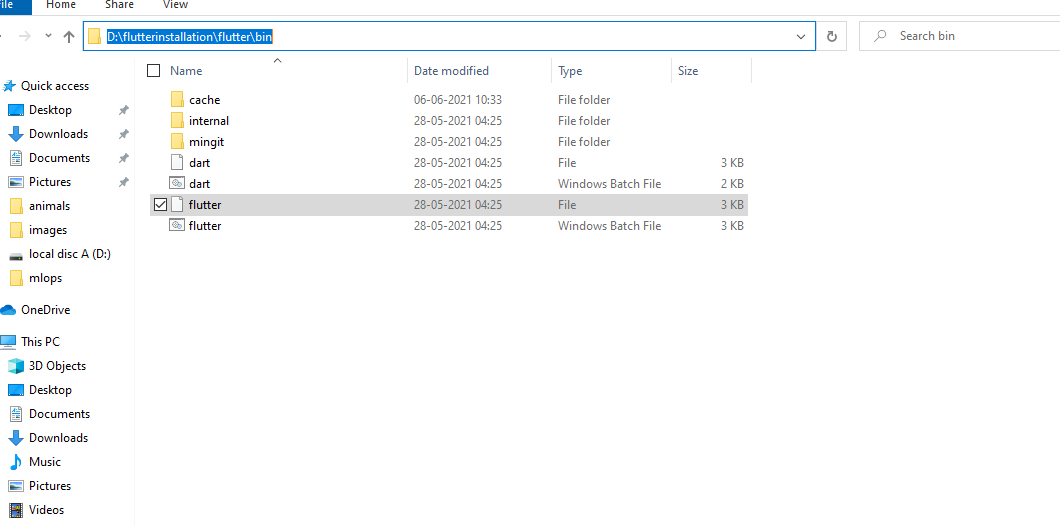 File Home Share View
D:\flutterinstallation\flutter\bin Search bin
Name Date modified Type Size
Quick access
Desktop
Downloads
Documents
Pictures
animals
images
local disc A (D:)
mlops
OneDrive
This PC
3D Objects
Desktop
Documents
Downloads
Music
Pictures
Videos
cache 06-06-2021 10:33 File folder
internal 28-05-2021 04:25 File folder
mingit 28-05-2021 04:25 File folder
dart 28-05-2021 04:25 File 3 KB
dart 28-05-2021 04:25 Windows Batch File 2 KB
flutter 28-05-2021 04:25 File 3 KB
flutter 28-05-2021 04:25 Windows Batch File 3 KB